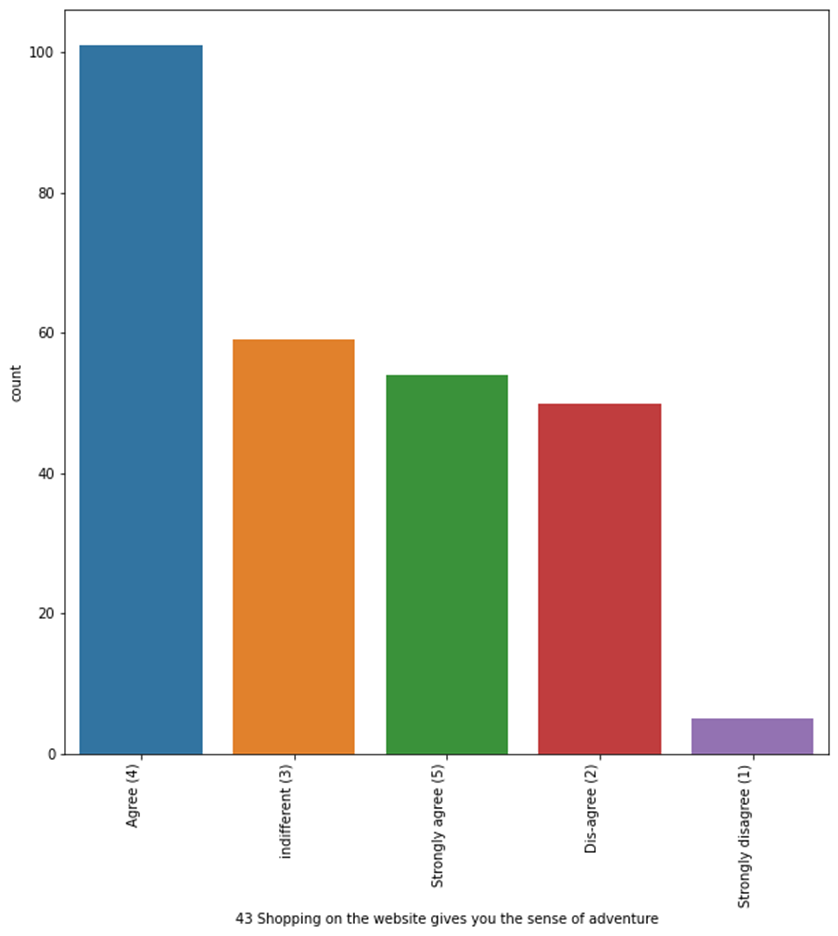 100
80
60
40
20
0
count
Agree (4)
indifferent (3)
Strongly agree (5)
Dis-agree (2)
Strongly disagree (1)
43 Shopping on the website gives you the sense of adventure